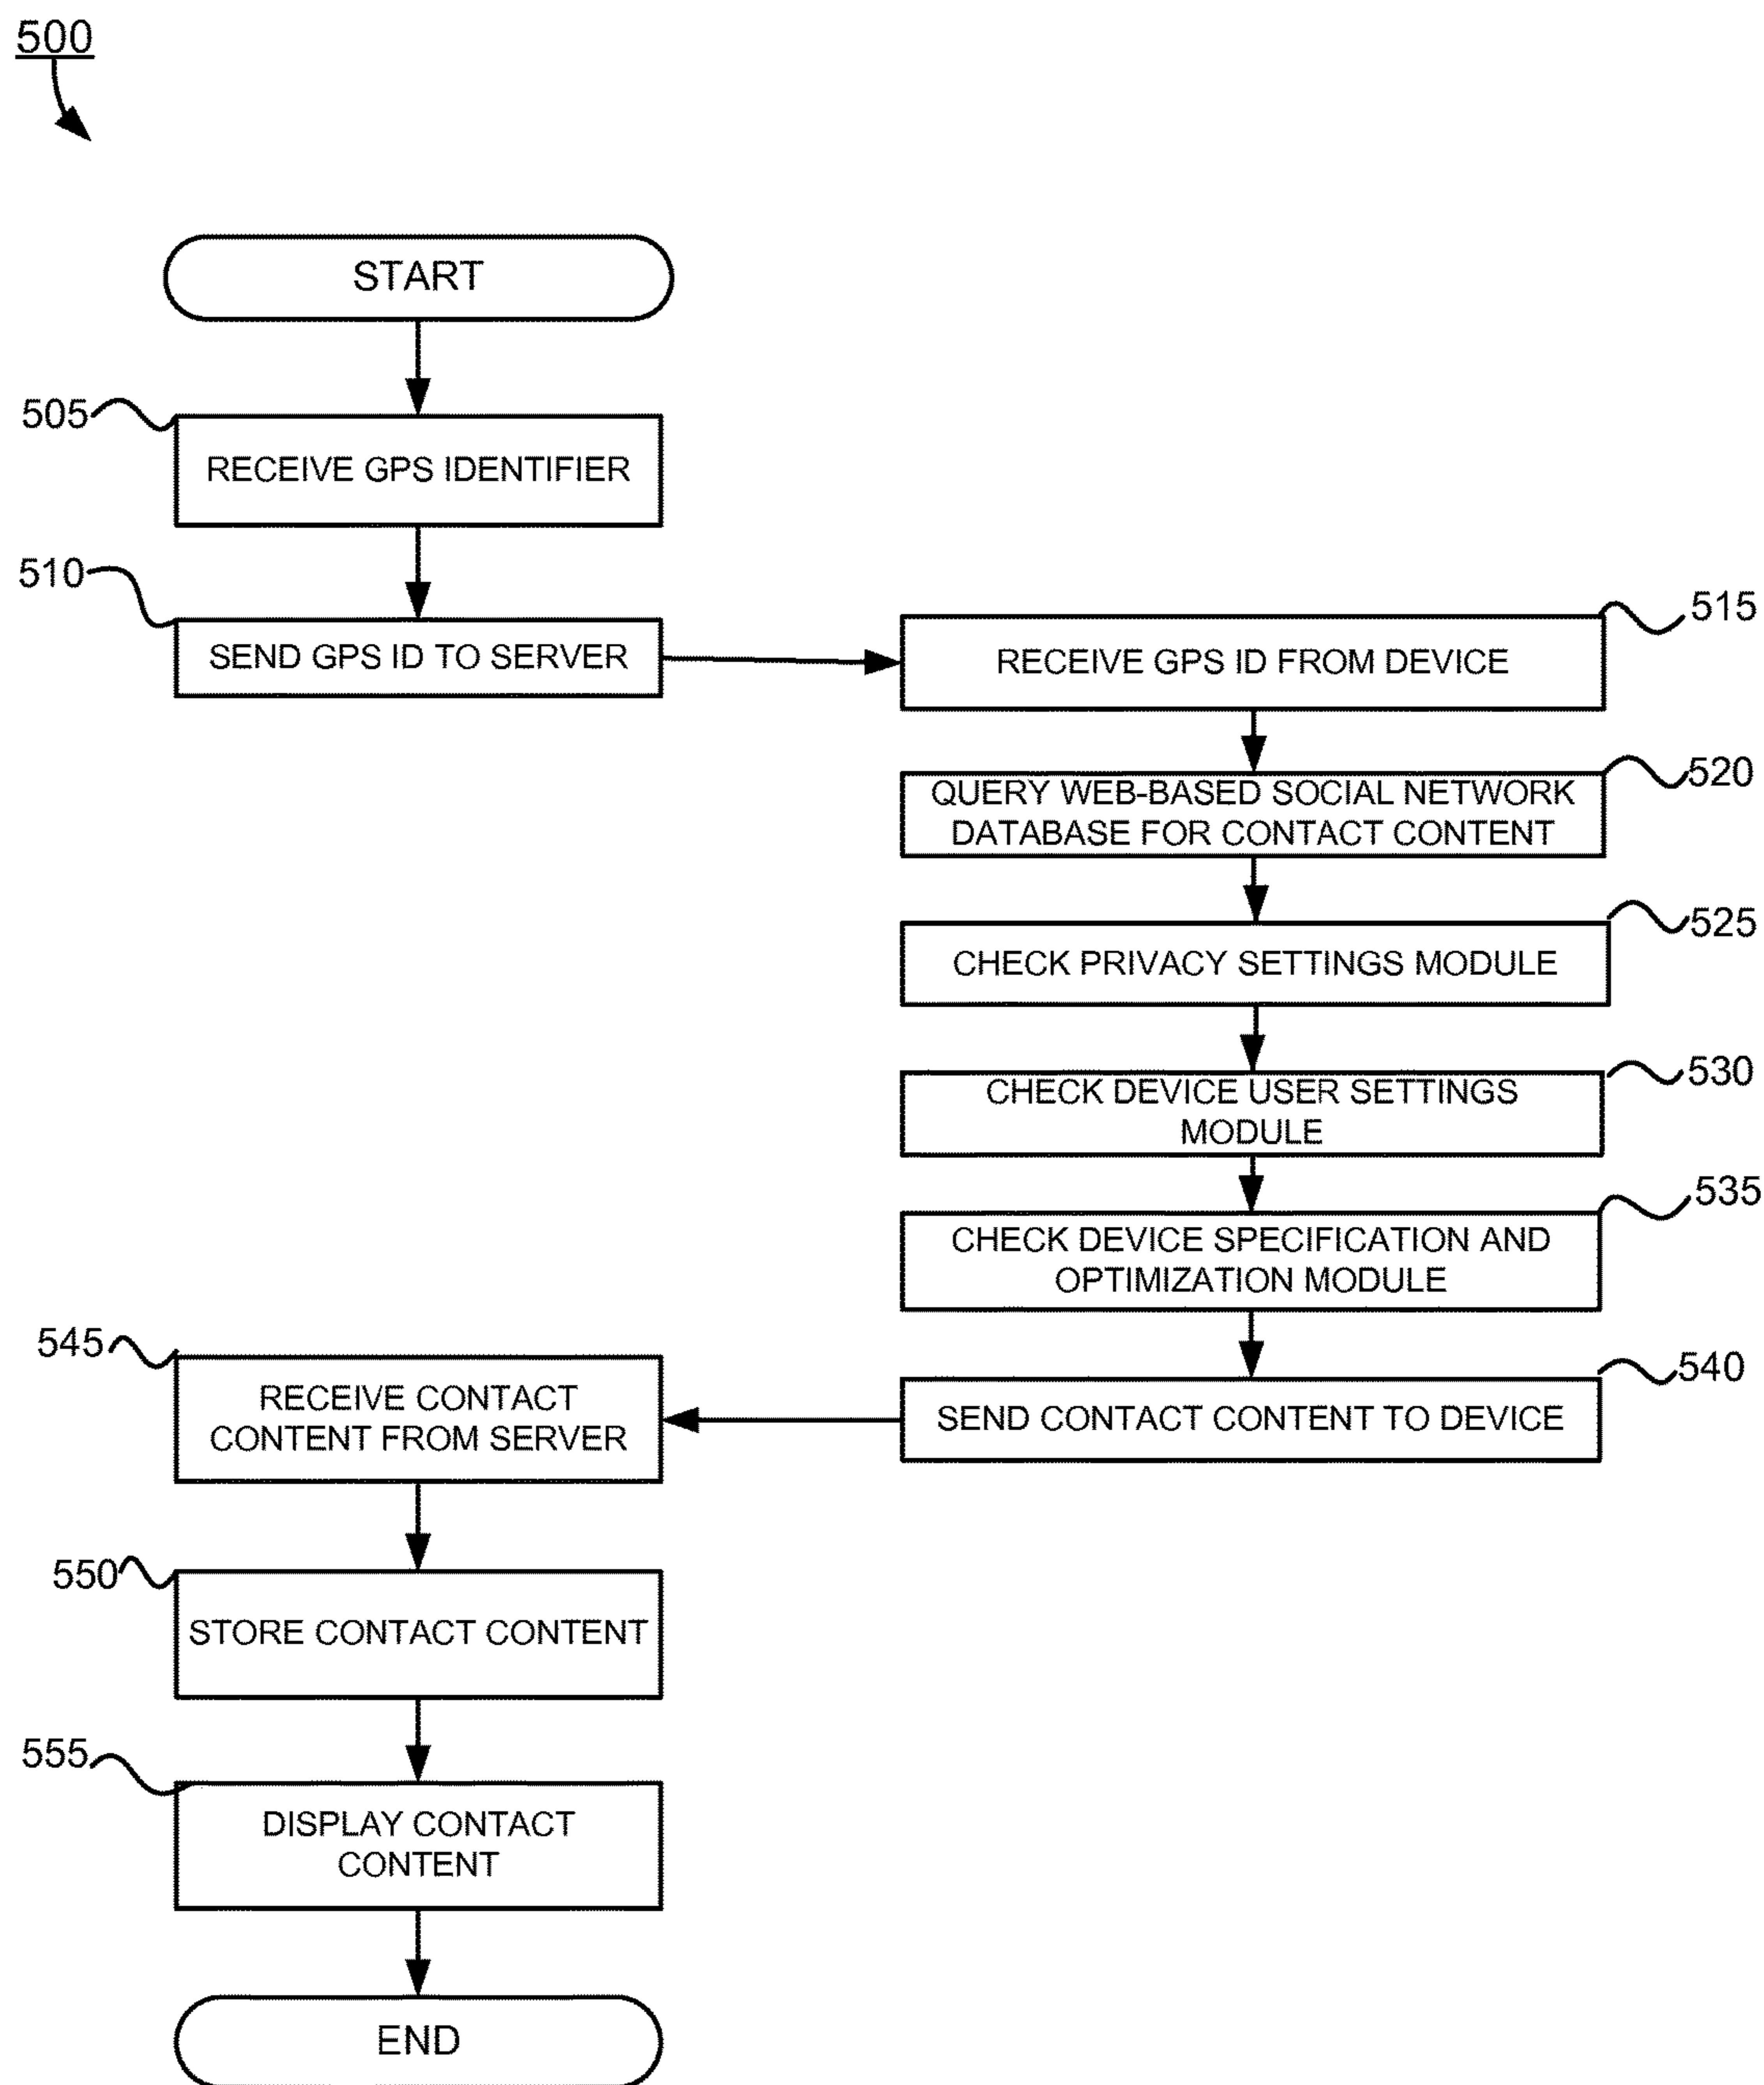 500
START
505
RECEIVE GPS IDENTIFIER
510
SEND GPS ID TO SERVER
515
RECEIVE GPS ID FROM DEVICE
520
QUERY WEB-BASED SOCIAL NETWORK
DATABASE FOR CONTACT CONTENT
525
CHECK PRIVACY SETTINGS MODULE
530
CHECK DEVICE USER SETTINGS
MODULE
535
CHECK DEVICE SPECIFICATION AND
OPTIMIZATION MODULE
540
SEND CONTACT CONTENT TO DEVICE
545
RECEIVE CONTACT
CONTENT FROM SERVER
550
STORE CONTACT CONTENT
555
DISPLAY CONTACT
CONTENT
END